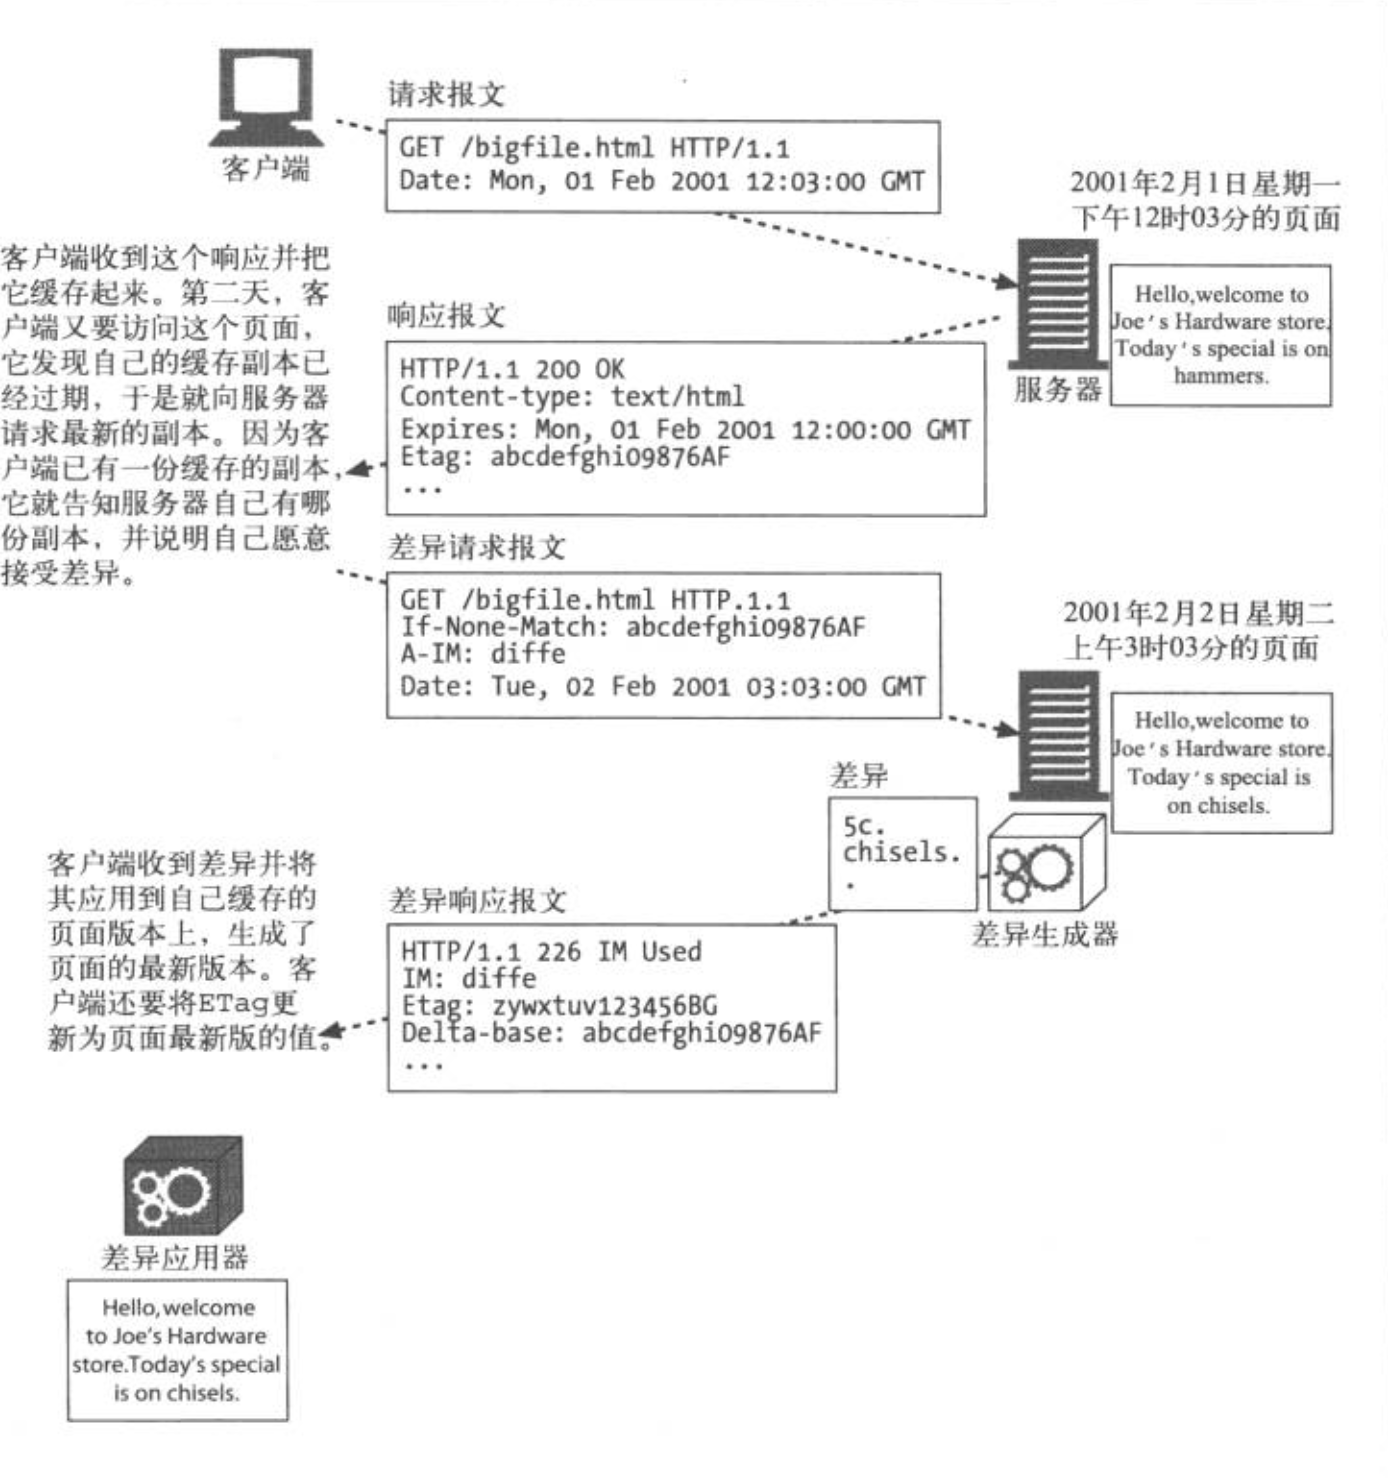 请求报文
GET /bigfile.html HTTP/1.1
Date: Mon, 01 Feb 2001 12:03:00 GMT
客户端
2001年2月1日星期一
下午12时03分的页面
Hello,welcome to
Joe's Hardware store.
Today's special is on
hammers.
服务器
客户端收到这个响应并把
它缓存起来。第二天，客
户端又要访问这个页面，
它发现自己的缓存副本已
经过期，于是就向服务器
请求最新的副本。因为客
户端已有一份缓存的副本，
它就告知服务器自己有哪
份副本，并说明自己愿意
接受差异。
响应报文
HTTP/1.1 200 OK
Content-type: text/html
Expires: Mon, 01 Feb 2001 12:00:00 GMT
Etag: abcdefghi09876AF
...
差异请求报文
GET /bigfile.html HTTP.1.1
If-None-Match: abcdefghi09876AF
A-IM: diffe
Date: Tue, 02 Feb 2001 03:03:00 GMT
2001年2月2日星期二
上午3时03分的页面
Hello,welcome to
Joe's Hardware store.
Today's special is
on chisels.
差异
5c.
chisels.
.
差异生成器
客户端收到差异并将
其应用到自己缓存的
页面版本上，生成了
页面的最新版本。客
户端还要将ETag更
新为页面最新版的值。
差异响应报文
HTTP/1.1 226 IM Used
IM: diffe
Etag: zywxtuv123456BG
Delta-base: abcdefghi09876AF
...
差异应用器
Hello,welcome
to Joe's Hardware
store.Today's special
is on chisels.